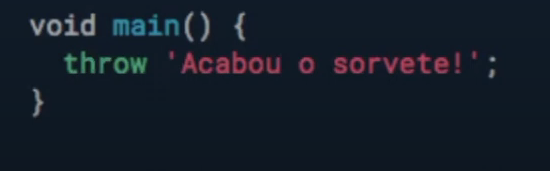 void main() {
  throw 'Acabou o sorvete!';
}